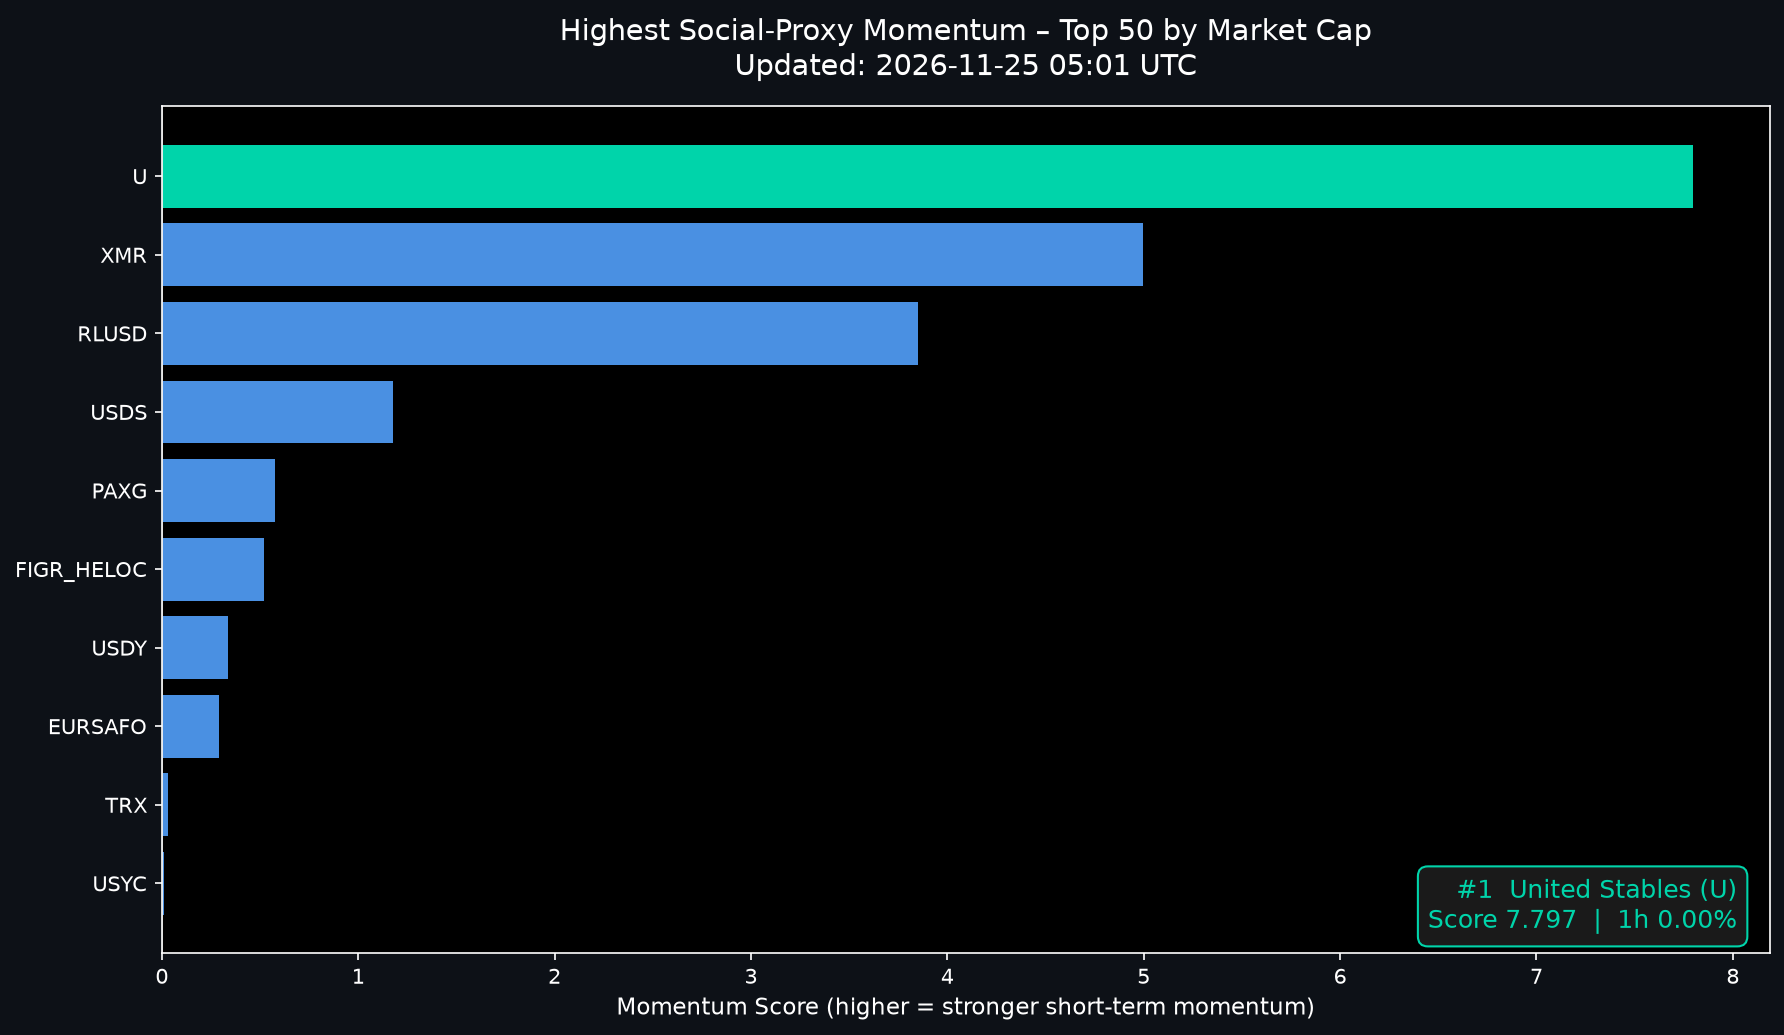 Highest Social-Proxy Momentum – Top 50 by Market Cap
Updated: 2026-11-25 05:01 UTC
U
XMR
RLUSD
USDS
PAXG
FIGR_HELOC
USDY
EURSAFO
TRX
USYC
#1  United Stables (U)
Score 7.797  |  1h 0.00%
0 1 2 3 4 5 6 7 8
Momentum Score (higher = stronger short-term momentum)